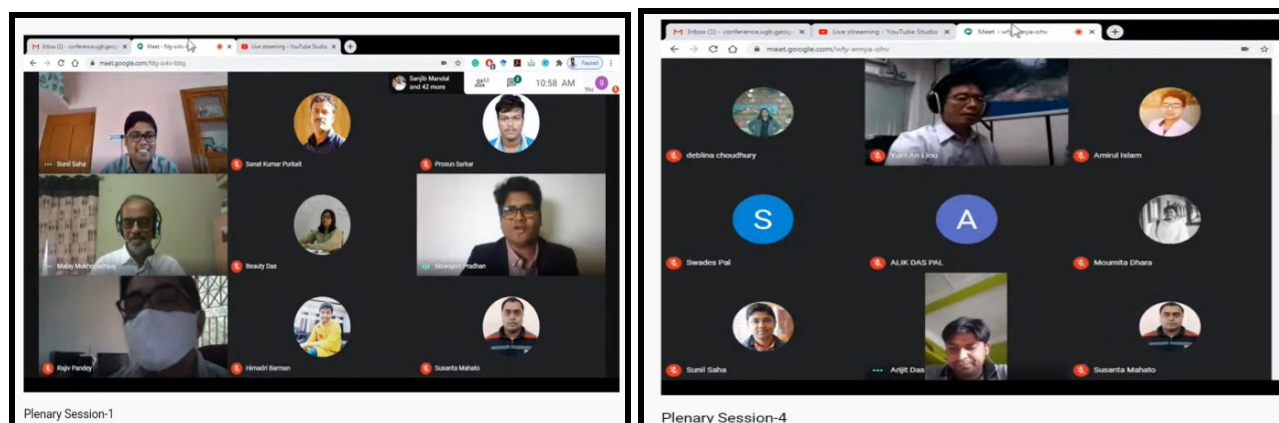 Inbox (1) - conference.ugb.geog
Meet - fdg-svkv-bbg
Live streaming - YouTube Studio
meet.google.com/fdg-svkv-bbg
Paused
Sanjib Mandal
and 42 more
10:58 AM
You
Sunil Saha
Sanat Kumar Purkait
Prosun Sarkar
Malay Mukhopadhyay
Beauty Das
Biswajeet Pradhan
Rajiv Pandey
Himadri Barman
Susanta Mahato
Plenary Session-1
Inbox (1) - conference.ugb.geog
Live streaming - YouTube Studio
Meet - wfy-emya-ohv
meet.google.com/wfy-emya-ohv
deblina choudhury
Yuei An Liou
Amirul Islam
S
A
Swades Pal
ALIK DAS PAL
Moumita Dhara
Sunil Saha
Arijit Das
Susanta Mahato
Plenary Session-4